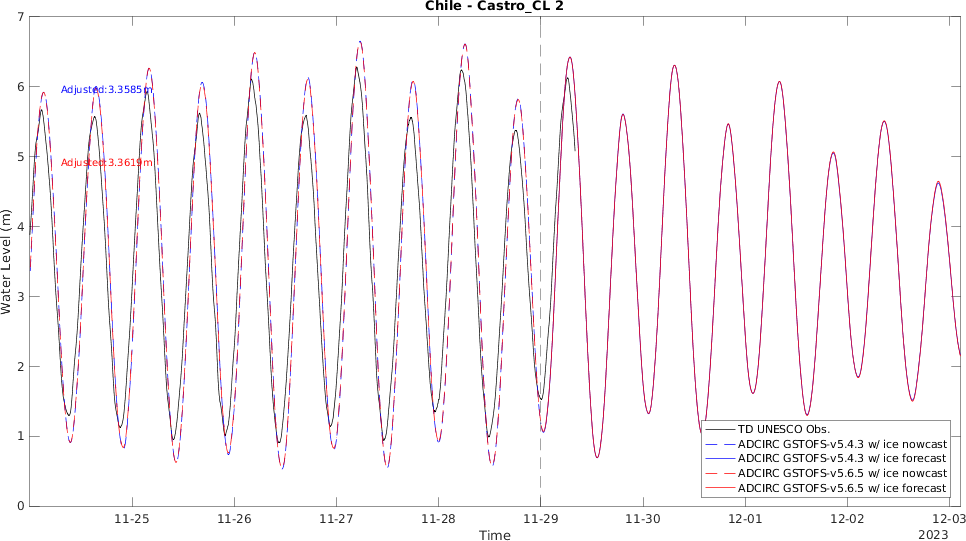 Chile - Castro_CL 2
7
6
5
4
3
2
1
0
Water Level (m)
Adjusted:3.3585m
Adjusted:3.3619m
TD UNESCO Obs.
ADCIRC GSTOFS-v5.4.3 w/ ice nowcast
ADCIRC GSTOFS-v5.4.3 w/ ice forecast
ADCIRC GSTOFS-v5.6.5 w/ ice nowcast
ADCIRC GSTOFS-v5.6.5 w/ ice forecast
11-25 11-26 11-27 11-28 11-29 11-30 12-01 12-02 12-03
Time
2023